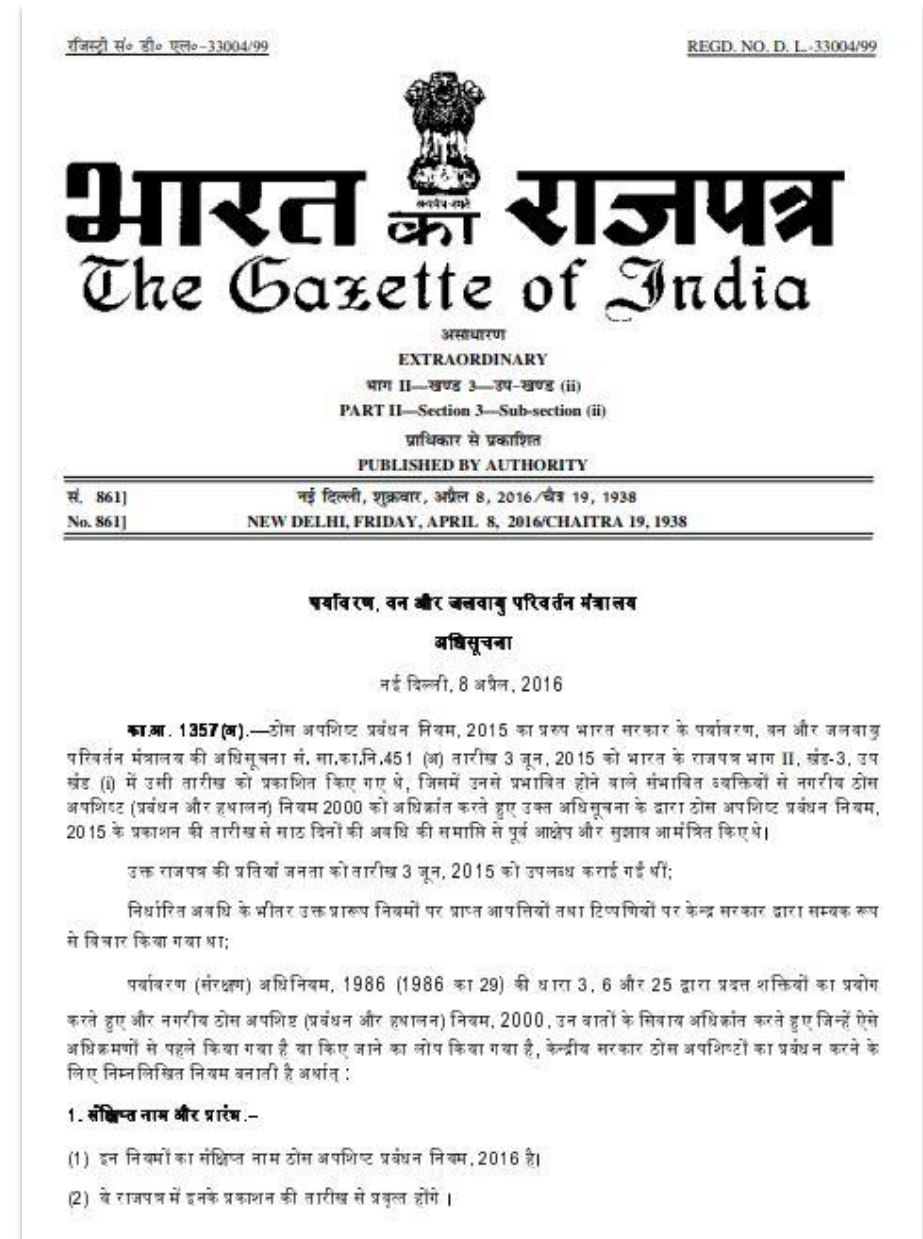 रजिस्ट्री सं० डी० एल०-33004/99
REGD. NO. D. L.-33004/99
भारत का राजपत्र
The Gazette of India
असाधारण
EXTRAORDINARY
भाग II—खण्ड 3—उप-खण्ड (ii)
PART II—Section 3—Sub-section (ii)
प्राधिकार से प्रकाशित
PUBLISHED BY AUTHORITY
सं. 861]
नई दिल्ली, शुक्रवार, अप्रैल 8, 2016/चैत्र 19, 1938
No. 861]
NEW DELHI, FRIDAY, APRIL 8, 2016/CHAITRA 19, 1938
पर्यावरण, वन और जलवायु परिवर्तन मंत्रालय
अधिसूचना
नई दिल्ली, 8 अप्रैल, 2016
का.आ. 1357(अ).—ठोस अपशिष्ट प्रबंधन नियम, 2015 का प्ररुप भारत सरकार के पर्यावरण, वन और जलवायु
परिवर्तन मंत्रालय की अधिसूचना सं. सा.का.नि.451 (अ) तारीख 3 जून, 2015 को भारत के राजपत्र भाग II, खंड-3, उप
खंड (i) में उसी तारीख को प्रकाशित किए गए थे, जिसमें उनसे प्रभावित होने वाले संभावित व्यक्तियों से नगरीय ठोस
अपशिष्ट (प्रबंधन और हथालन) नियम 2000 को अधिक्रांत करते हुए उक्त अधिसूचना के द्वारा ठोस अपशिष्ट प्रबंधन नियम,
2015 के प्रकाशन की तारीख से साठ दिनों की अवधि की समाप्ति से पूर्व आक्षेप और सुझाव आमंत्रित किए थे|
उक्त राजपत्र की प्रतियां जनता को तारीख 3 जून, 2015 को उपलब्ध कराई गई थीं;
निर्धारित अवधि के भीतर उक्त प्रारूप नियमों पर प्राप्त आपत्तियों तथा टिप्पणियों पर केन्द्र सरकार द्वारा सम्यक रूप
से विचार किया गया था;
पर्यावरण (संरक्षण) अधिनियम, 1986 (1986 का 29) की धारा 3, 6 और 25 द्वारा प्रदत्त शक्तियों का प्रयोग
करते हुए और नगरीय ठोस अपशिष्ट (प्रबंधन और हथालन) नियम, 2000, उन बातों के सिवाय अधिक्रांत करते हुए जिन्हें ऐसे
अधिक्रमणों से पहले किया गया है या किए जाने का लोप किया गया है, केन्द्रीय सरकार ठोस अपशिष्टों का प्रबंधन करने के
लिए निम्नलिखित नियम बनाती है अर्थात् :
1. संक्षिप्त नाम और प्रारंभ.–
(1) इन नियमों का संक्षिप्त नाम ठोस अपशिष्ट प्रबंधन नियम, 2016 है|
(2) ये राजपत्र में इनके प्रकाशन की तारीख से प्रवृत्त होंगे ।